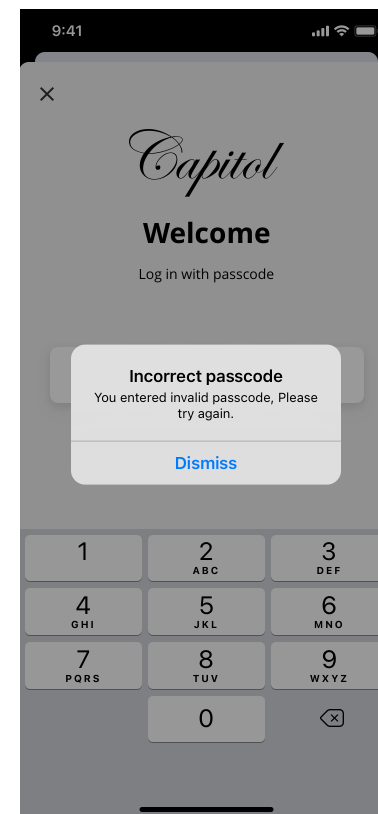 9:41
Capitol
Welcome
Log in with passcode
Incorrect passcode
You entered invalid passcode, Please
try again.
Dismiss
1 2 3
ABC DEF
4 5 6
GHI JKL MNO
7 8 9
PQRS TUV WXYZ
0